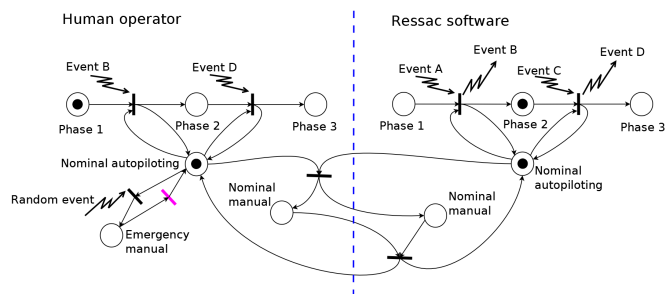 Human operator
Ressac software
Event B
Event D
Event B
Event D
Event A
Event C
Phase 1
Phase 2
Phase 3
Phase 1
Phase 2
Phase 3
Nominal autopiloting
Nominal
autopiloting
Random event
Nominal
manual
Nominal
manual
Emergency
manual